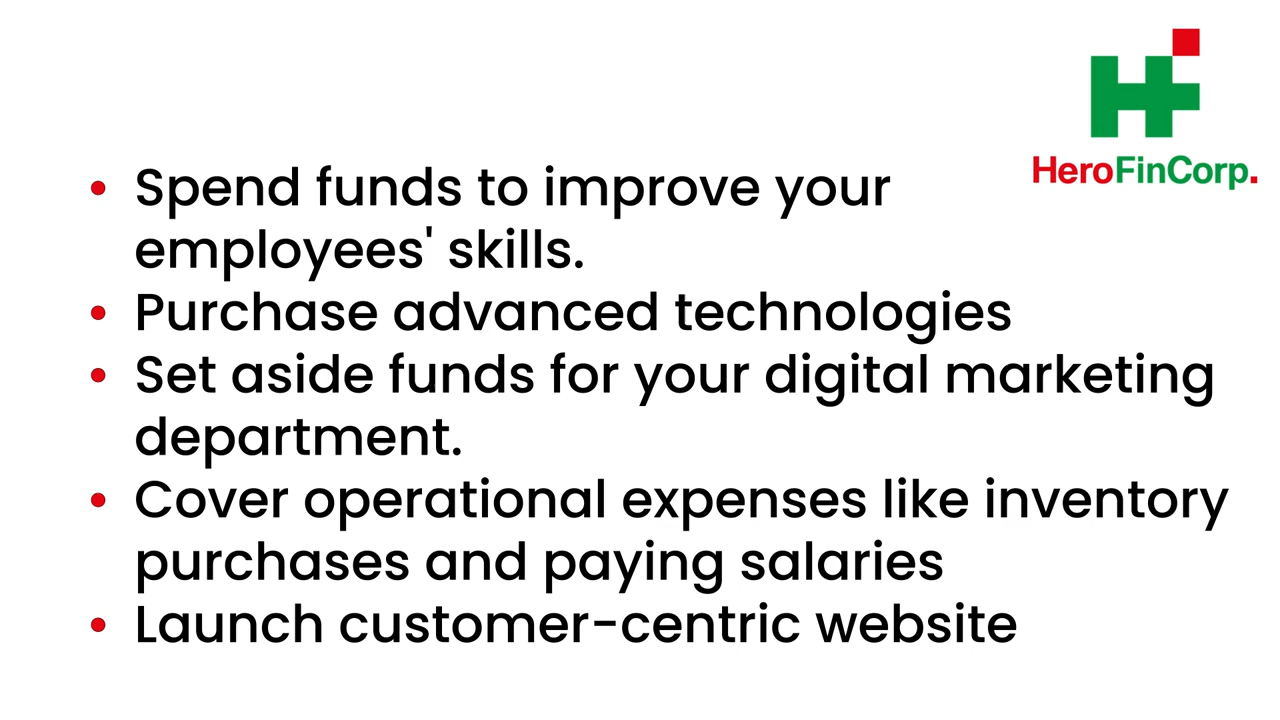 HeroFinCorp.
• Spend funds to improve your
employees' skills.
• Purchase advanced technologies
• Set aside funds for your digital marketing
department.
• Cover operational expenses like inventory
purchases and paying salaries
• Launch customer-centric website